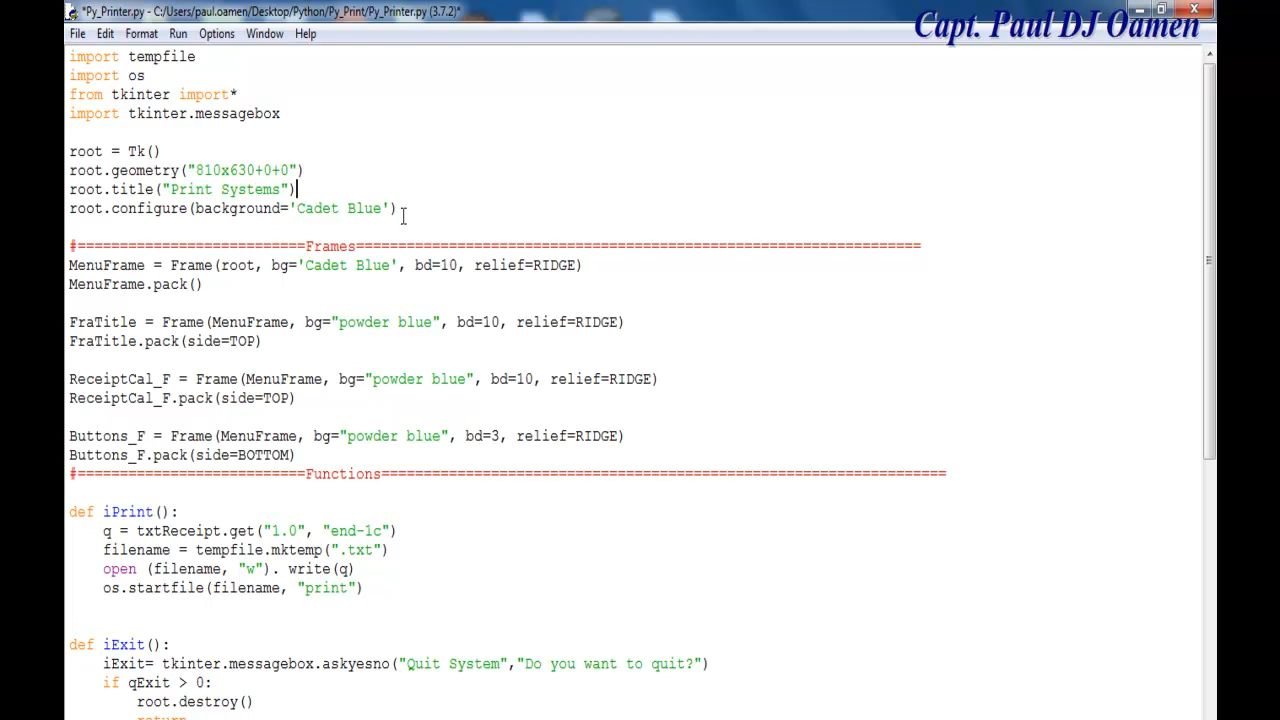 *Py_Printer.py - C:/Users/paul.oamen/Desktop/Python/Py_Print/Py_Printer.py (3.7.2)*
Capt. Paul DJ Oamen
File Edit Format Run Options Window Help
import tempfile
import os
from tkinter import*
import tkinter.messagebox
root = Tk()
root.geometry("810x630+0+0")
root.title("Print Systems")
root.configure(background='Cadet Blue')
#============================Frames===================================================================
MenuFrame = Frame(root, bg='Cadet Blue', bd=10, relief=RIDGE)
MenuFrame.pack()
FraTitle = Frame(MenuFrame, bg="powder blue", bd=10, relief=RIDGE)
FraTitle.pack(side=TOP)
ReceiptCal_F = Frame(MenuFrame, bg="powder blue", bd=10, relief=RIDGE)
ReceiptCal_F.pack(side=TOP)
Buttons_F = Frame(MenuFrame, bg="powder blue", bd=3, relief=RIDGE)
Buttons_F.pack(side=BOTTOM)
#============================Functions===================================================================
def iPrint():
    q = txtReceipt.get("1.0", "end-1c")
    filename = tempfile.mktemp(".txt")
    open (filename, "w"). write(q)
    os.startfile(filename, "print")
def iExit():
    iExit= tkinter.messagebox.askyesno("Quit System","Do you want to quit?")
    if qExit > 0:
        root.destroy()
        return